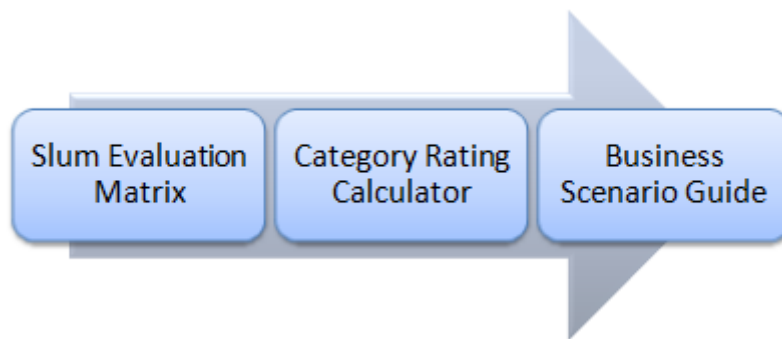 Slum Evaluation
Matrix
Category Rating
Calculator
Business
Scenario Guide